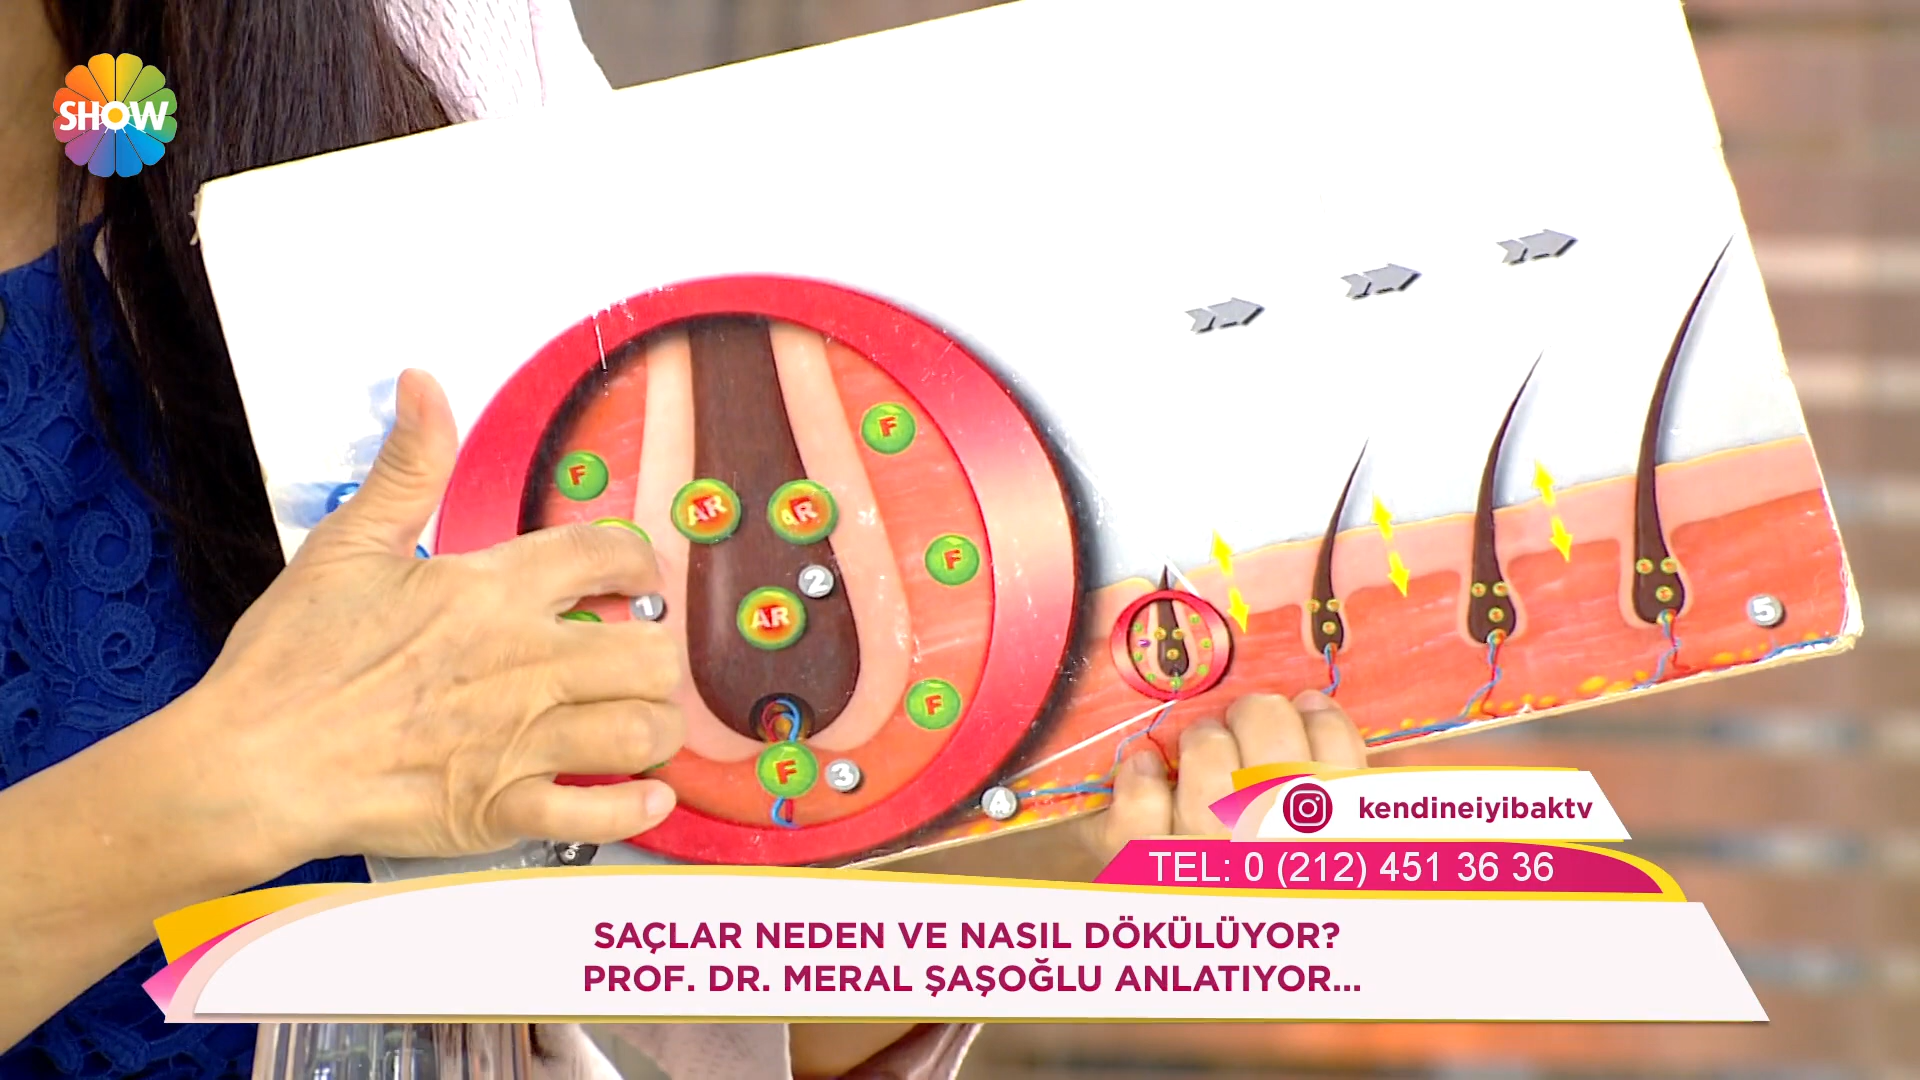 SHOW
F
F
AR
AR
F
1
2
AR
F
F
3
4
5
kendineiyibaktv
TEL: 0 (212) 451 36 36
SAÇLAR NEDEN VE NASIL DÖKÜLÜYOR?
PROF. DR. MERAL ŞAŞOĞLU ANLATIYOR...